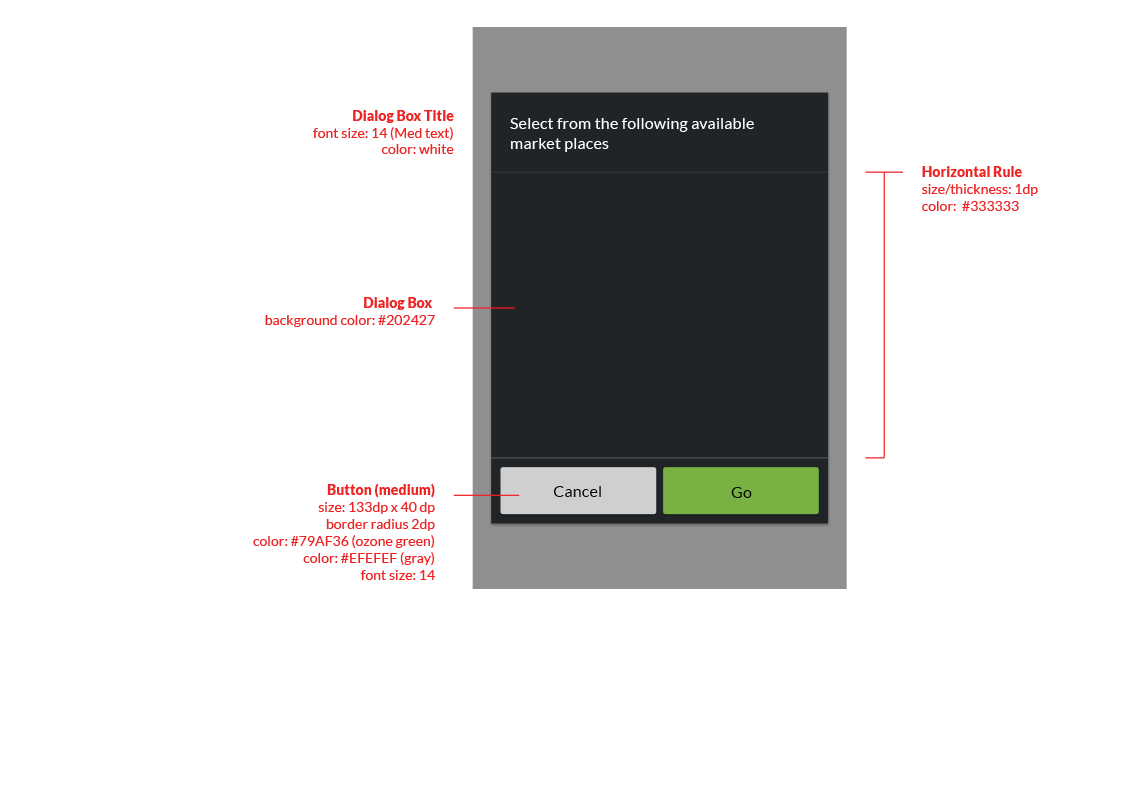 Dialog Box Title
font size: 14 (Med text)
color: white
Select from the following available
market places
Horizontal Rule
size/thickness: 1dp
color:  #333333
Dialog Box
background color: #202427
Button (medium)
size: 133dp x 40 dp
border radius 2dp
color: #79AF36 (ozone green)
color: #EFEFEF (gray)
font size: 14
Cancel
Go